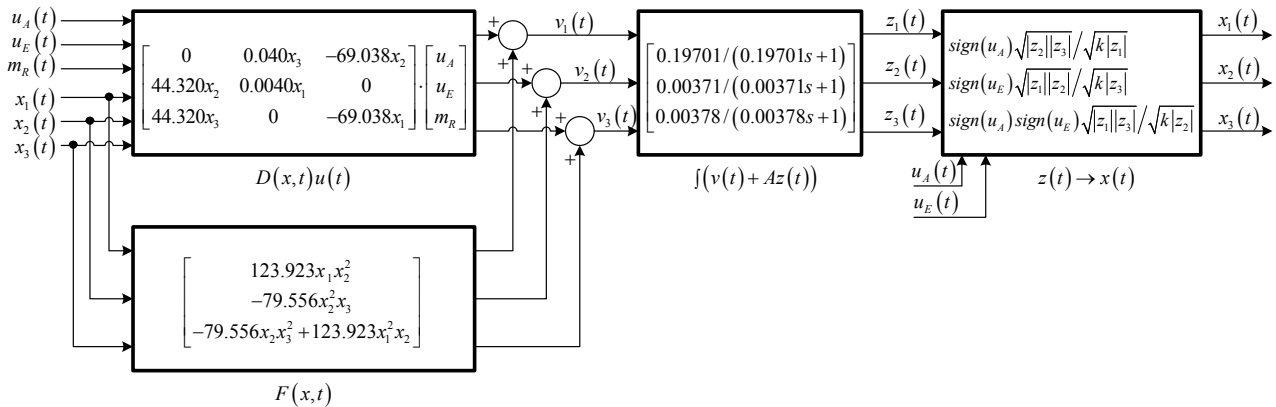 u_A(t)
u_E(t)
m_R(t)
x_1(t)
x_2(t)
x_3(t)
0 0.040x_3 −69.038x_2
44.320x_2 0.0040x_1 0
44.320x_3 0 −69.038x_1
·
u_A
u_E
m_R
D(x,t)u(t)
+
+
+
+
+
+
v_1(t)
v_2(t)
v_3(t)
0.19701/(0.19701s+1)
0.00371/(0.00371s+1)
0.00378/(0.00378s+1)
∫(v(t)+Az(t))
z_1(t)
z_2(t)
z_3(t)
sign(u_A)√|z_2||z_3|/√k|z_1|
sign(u_E)√|z_1||z_2|/√k|z_3|
sign(u_A)sign(u_E)√|z_1||z_3|/√k|z_2|
u_A(t)
u_E(t)
z(t)→x(t)
x_1(t)
x_2(t)
x_3(t)
123.923x_1x_2^2
−79.556x_2^2x_3
−79.556x_2x_3^2+123.923x_1^2x_2
F(x,t)